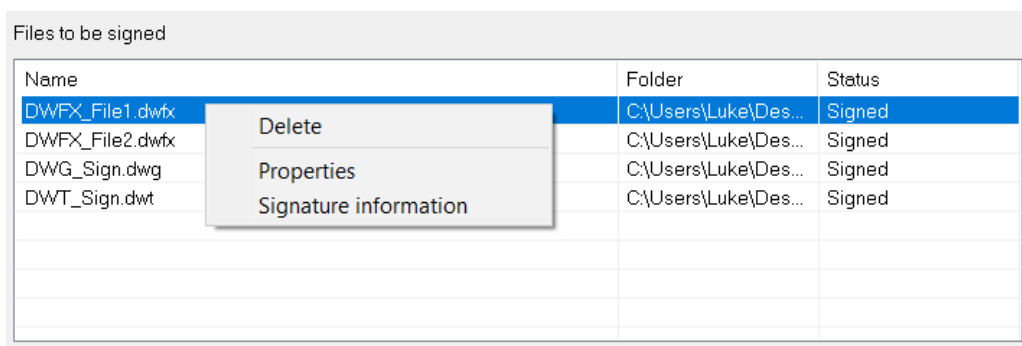 Files to be signed
Name Folder Status
DWFX_File1.dwfx C:\Users\Luke\Des... Signed
Delete
DWFX_File2.dwfx C:\Users\Luke\Des... Signed
DWG_Sign.dwg C:\Users\Luke\Des... Signed
Properties
DWT_Sign.dwt C:\Users\Luke\Des... Signed
Signature information